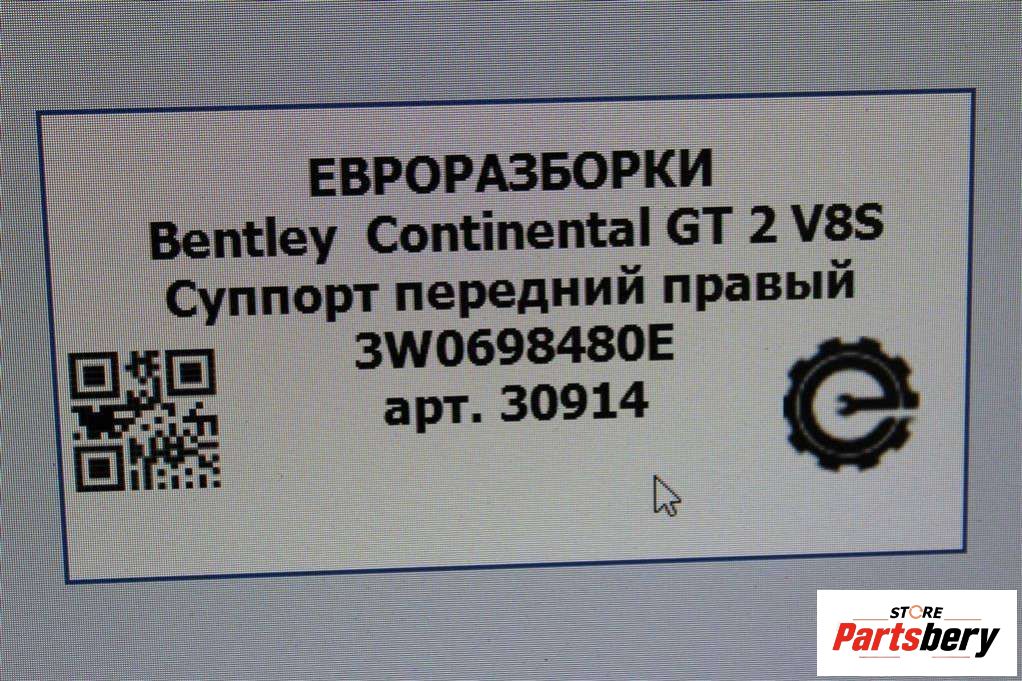 ЕВРОРАЗБОРКИ
Bentley Continental GT 2 V8S
Суппорт передний правый
3W0698480E
арт. 30914
STORE
Partsbery